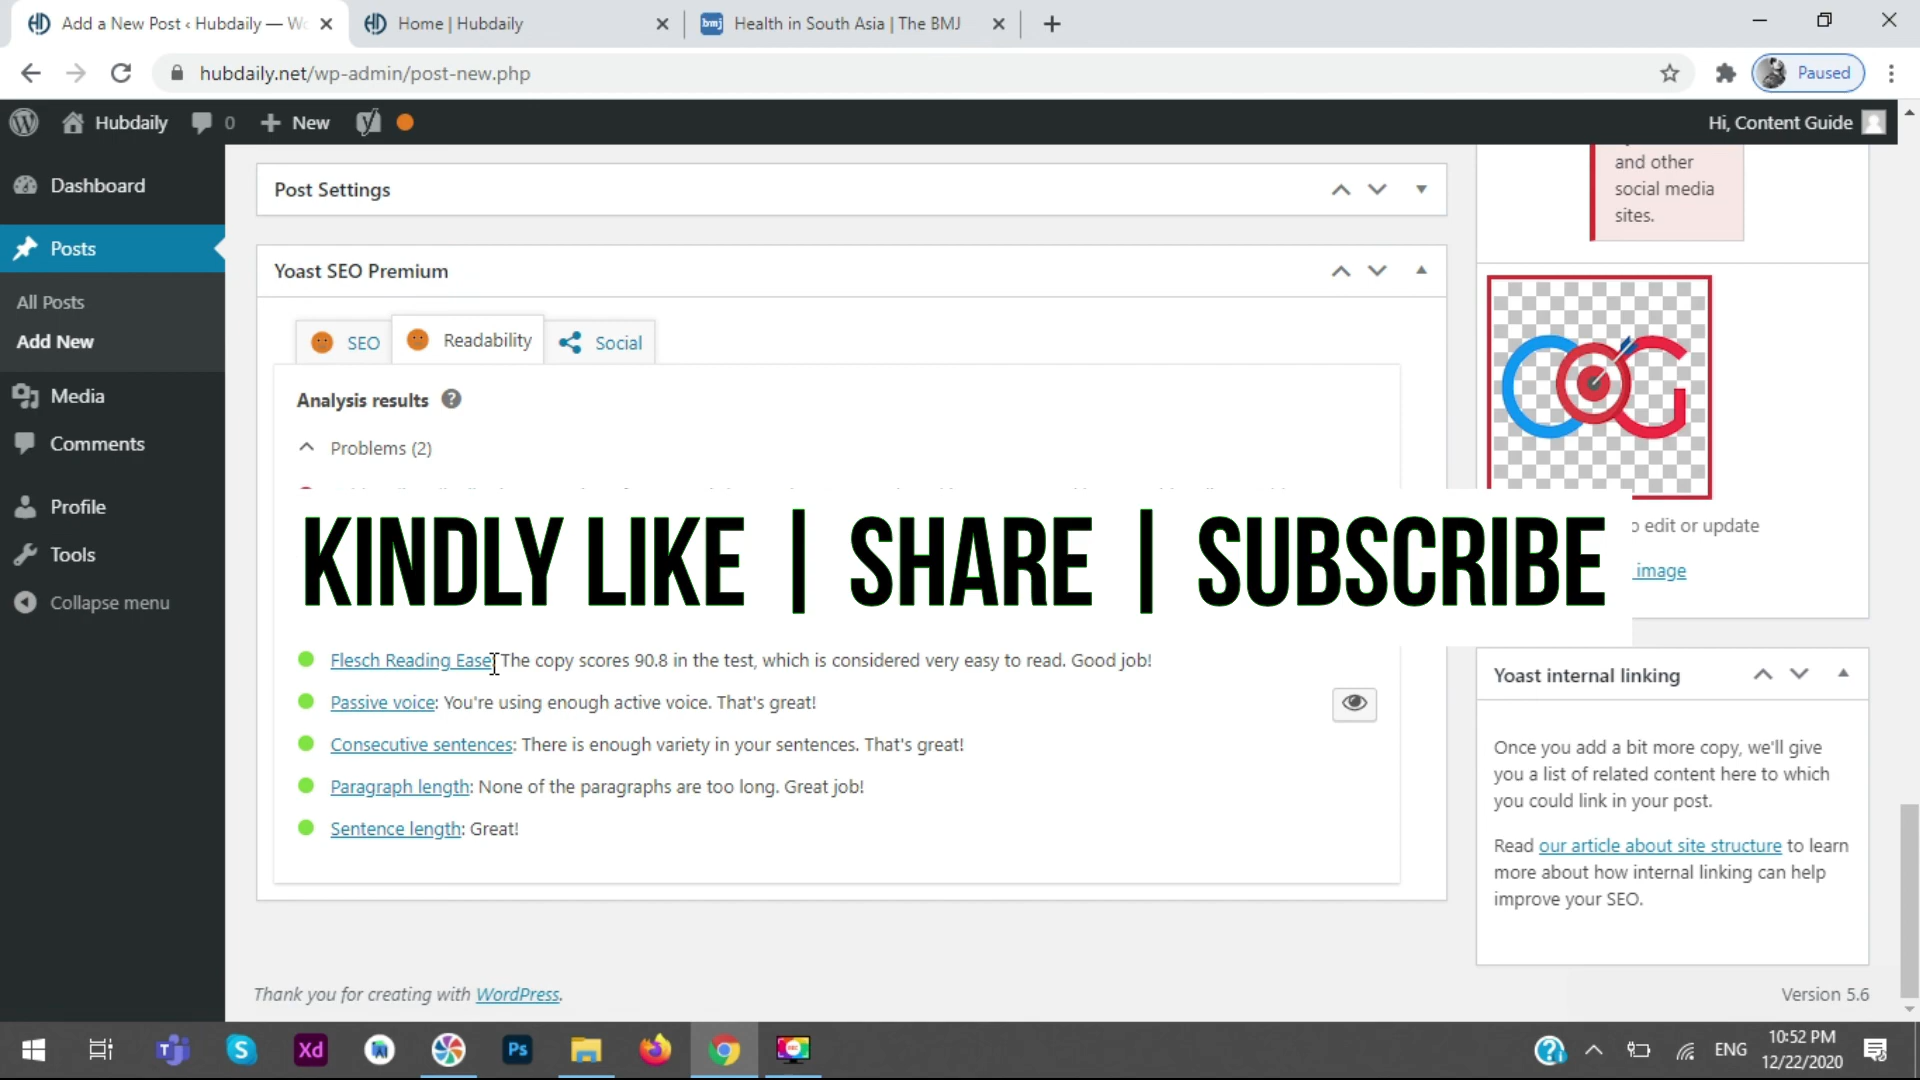 Add a New Post ‹ Hubdaily — Wo
Home | Hubdaily
bmj
Health in South Asia | The BMJ
hubdaily.net/wp-admin/post-new.php
Paused
Hubdaily
0
New
Hi, Content Guide
Dashboard
Posts
All Posts
Add New
Media
Comments
Profile
Tools
Collapse menu
Post Settings
Yoast SEO Premium
SEO
Readability
Social
Analysis results
Problems (2)
KINDLY LIKE | SHARE | SUBSCRIBE
Flesch Reading Ease: The copy scores 90.8 in the test, which is considered very easy to read. Good job!
Passive voice: You're using enough active voice. That's great!
Consecutive sentences: There is enough variety in your sentences. That's great!
Paragraph length: None of the paragraphs are too long. Great job!
Sentence length: Great!
and other
social media
sites.
o edit or update
image
Yoast internal linking
Once you add a bit more copy, we'll give
you a list of related content here to which
you could link in your post.
Read our article about site structure to learn
more about how internal linking can help
improve your SEO.
Thank you for creating with WordPress.
Version 5.6
Xd
Ps
ENG
10:52 PM
12/22/2020